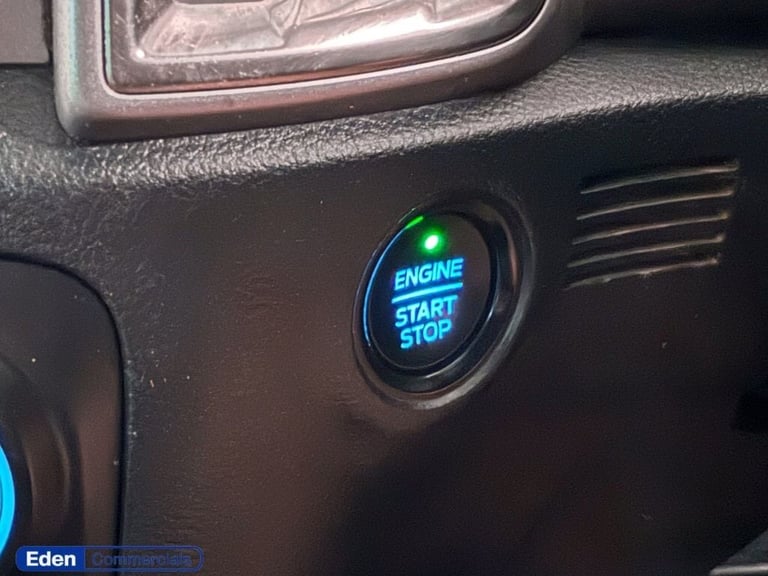 ENGINE
START
STOP
Eden Commercials